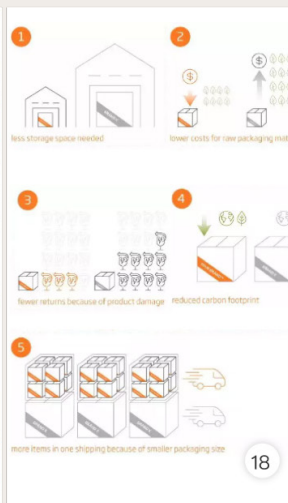 1
less storage space needed
2
lower costs for raw packaging mat
3
fewer returns because of product damage
4
reduced carbon footprint
5
more items in one shipping because of smaller packaging size
18